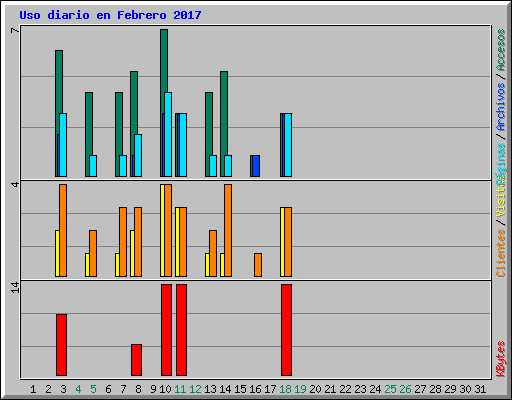 Uso diario en Febrero 2017
7
4
14
Accesos
/
Archivos
/
Páginas
Visitas
/
Clientes
KBytes
1 2 3 4 5 6 7 8 9 10 11 12 13 14 15 16 17 18 19 20 21 22 23 24 25 26 27 28 29 30 31